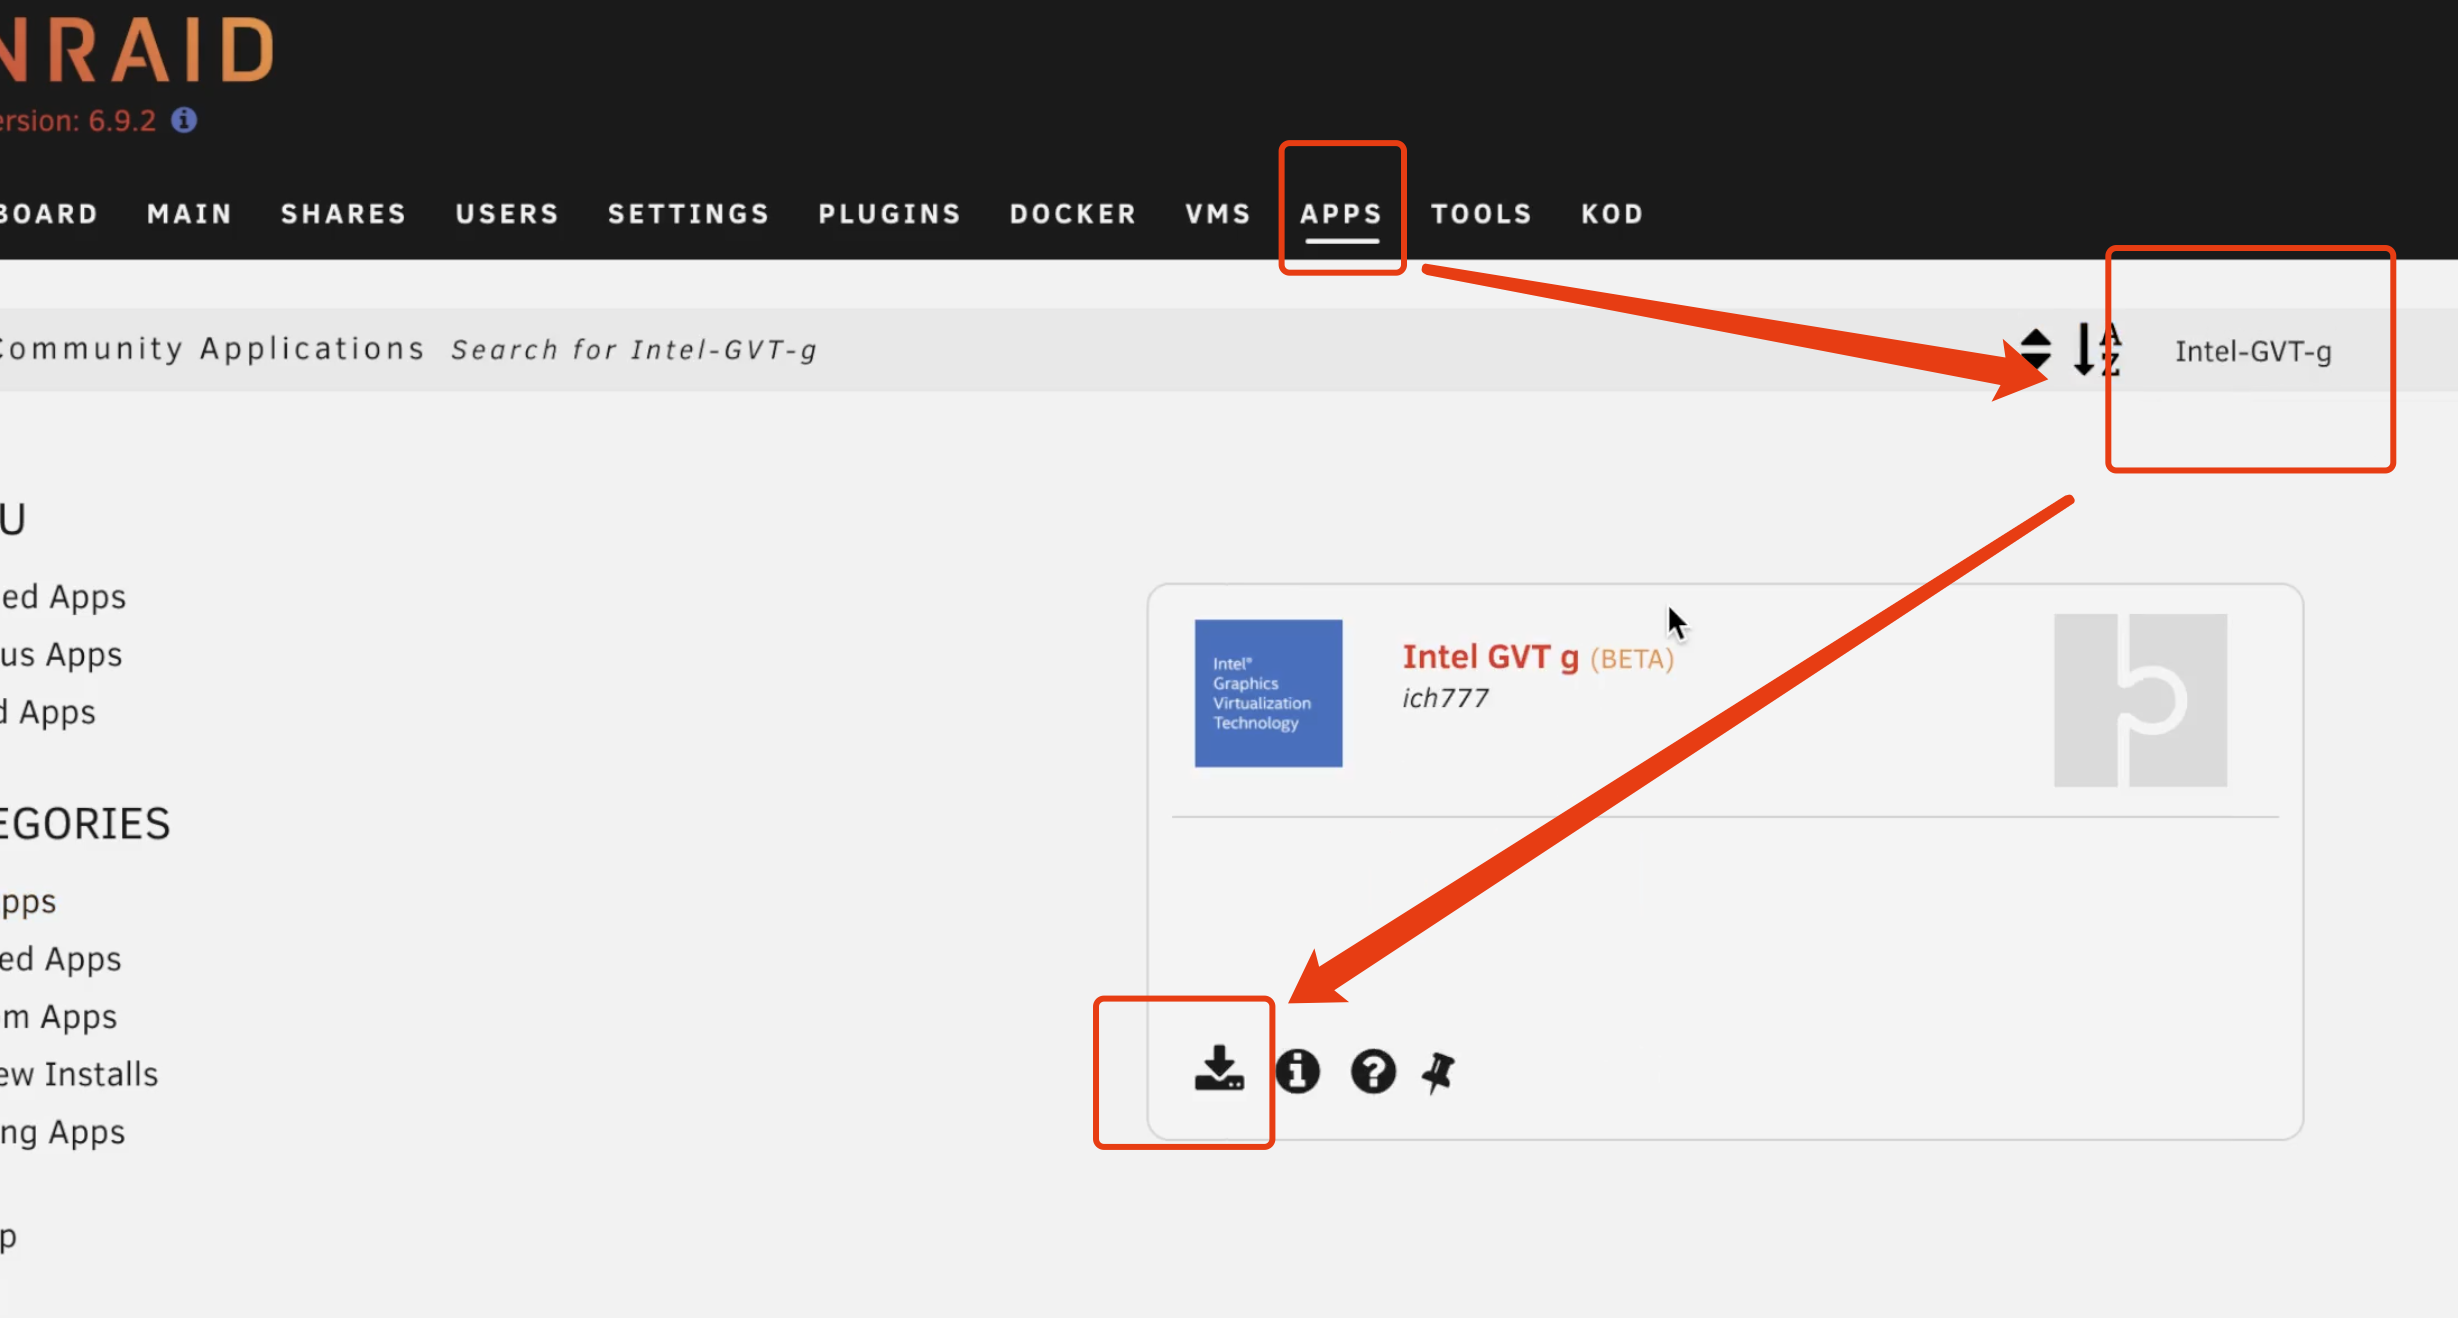 NRAID
ersion: 6.9.2
BOARD MAIN SHARES USERS SETTINGS PLUGINS DOCKER VMS APPS TOOLS KOD
Community Applications Search for Intel-GVT-g Intel-GVT-g
U
ed Apps
us Apps
d Apps
EGORIES
pps
ed Apps
m Apps
ew Installs
ng Apps
p
Intel®
Graphics
Virtualization
Technology
Intel GVT g (BETA)
ich777